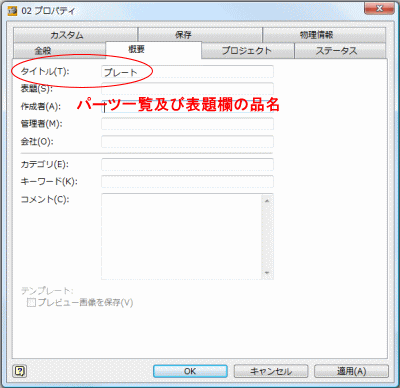 02 プロパティ
カスタム 保存 物理情報
全般 概要 プロジェクト ステータス
タイトル(T): プレート
表題(S):
パーツ一覧及び表題欄の品名
作成者(A):
管理者(M):
会社(O):
カテゴリ(E):
キーワード(K):
コメント(C):
テンプレート:
プレビュー画像を保存(V)
OK キャンセル 適用(A)